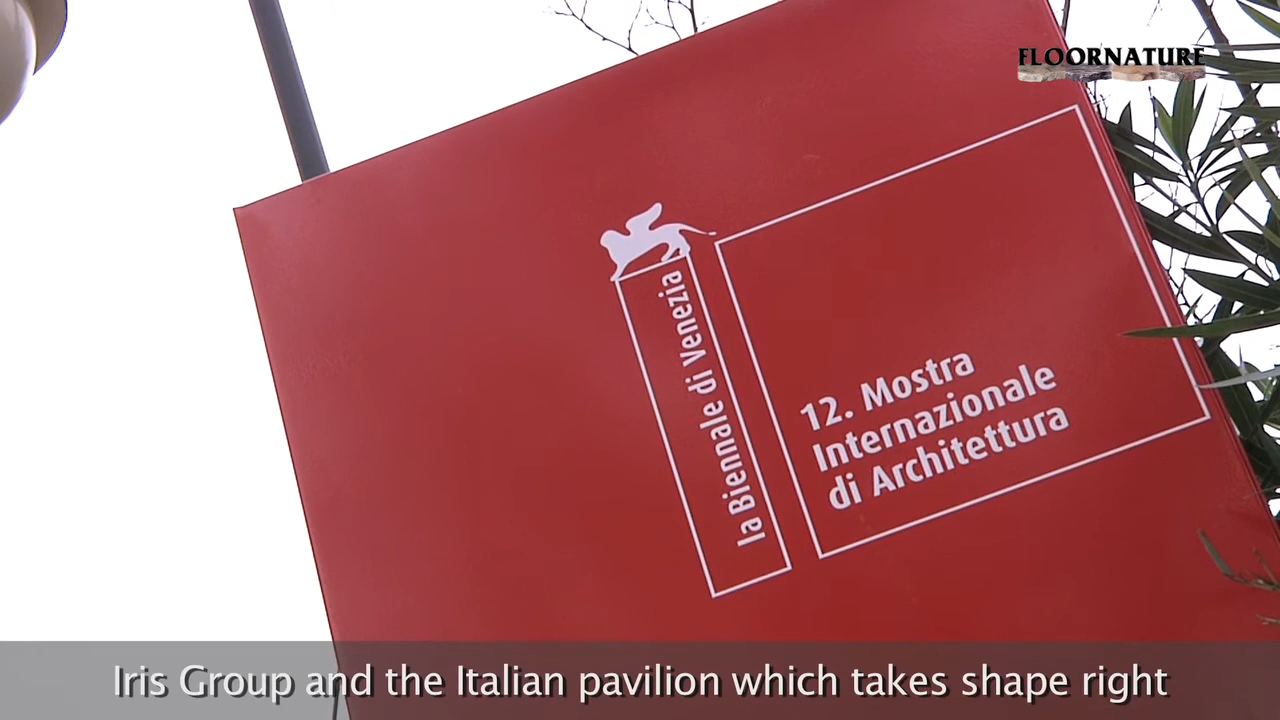 FLOORNATURE
la Biennale di Venezia
12. Mostra
Internazionale
di Architettura
Iris Group and the Italian pavilion which takes shape right